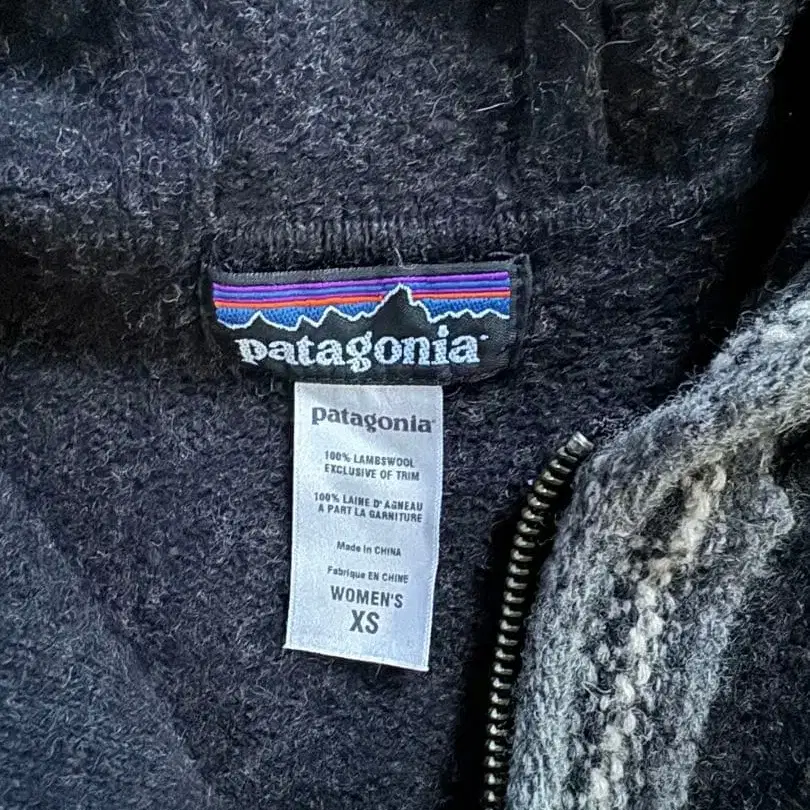 patagonia
patagonia®
100% LAMBSWOOL
EXCLUSIVE OF TRIM
100% LAINE D'AGNEAU
A PART LA GARNITURE
Made in CHINA
Fabriqué EN CHINE
WOMEN'S
XS